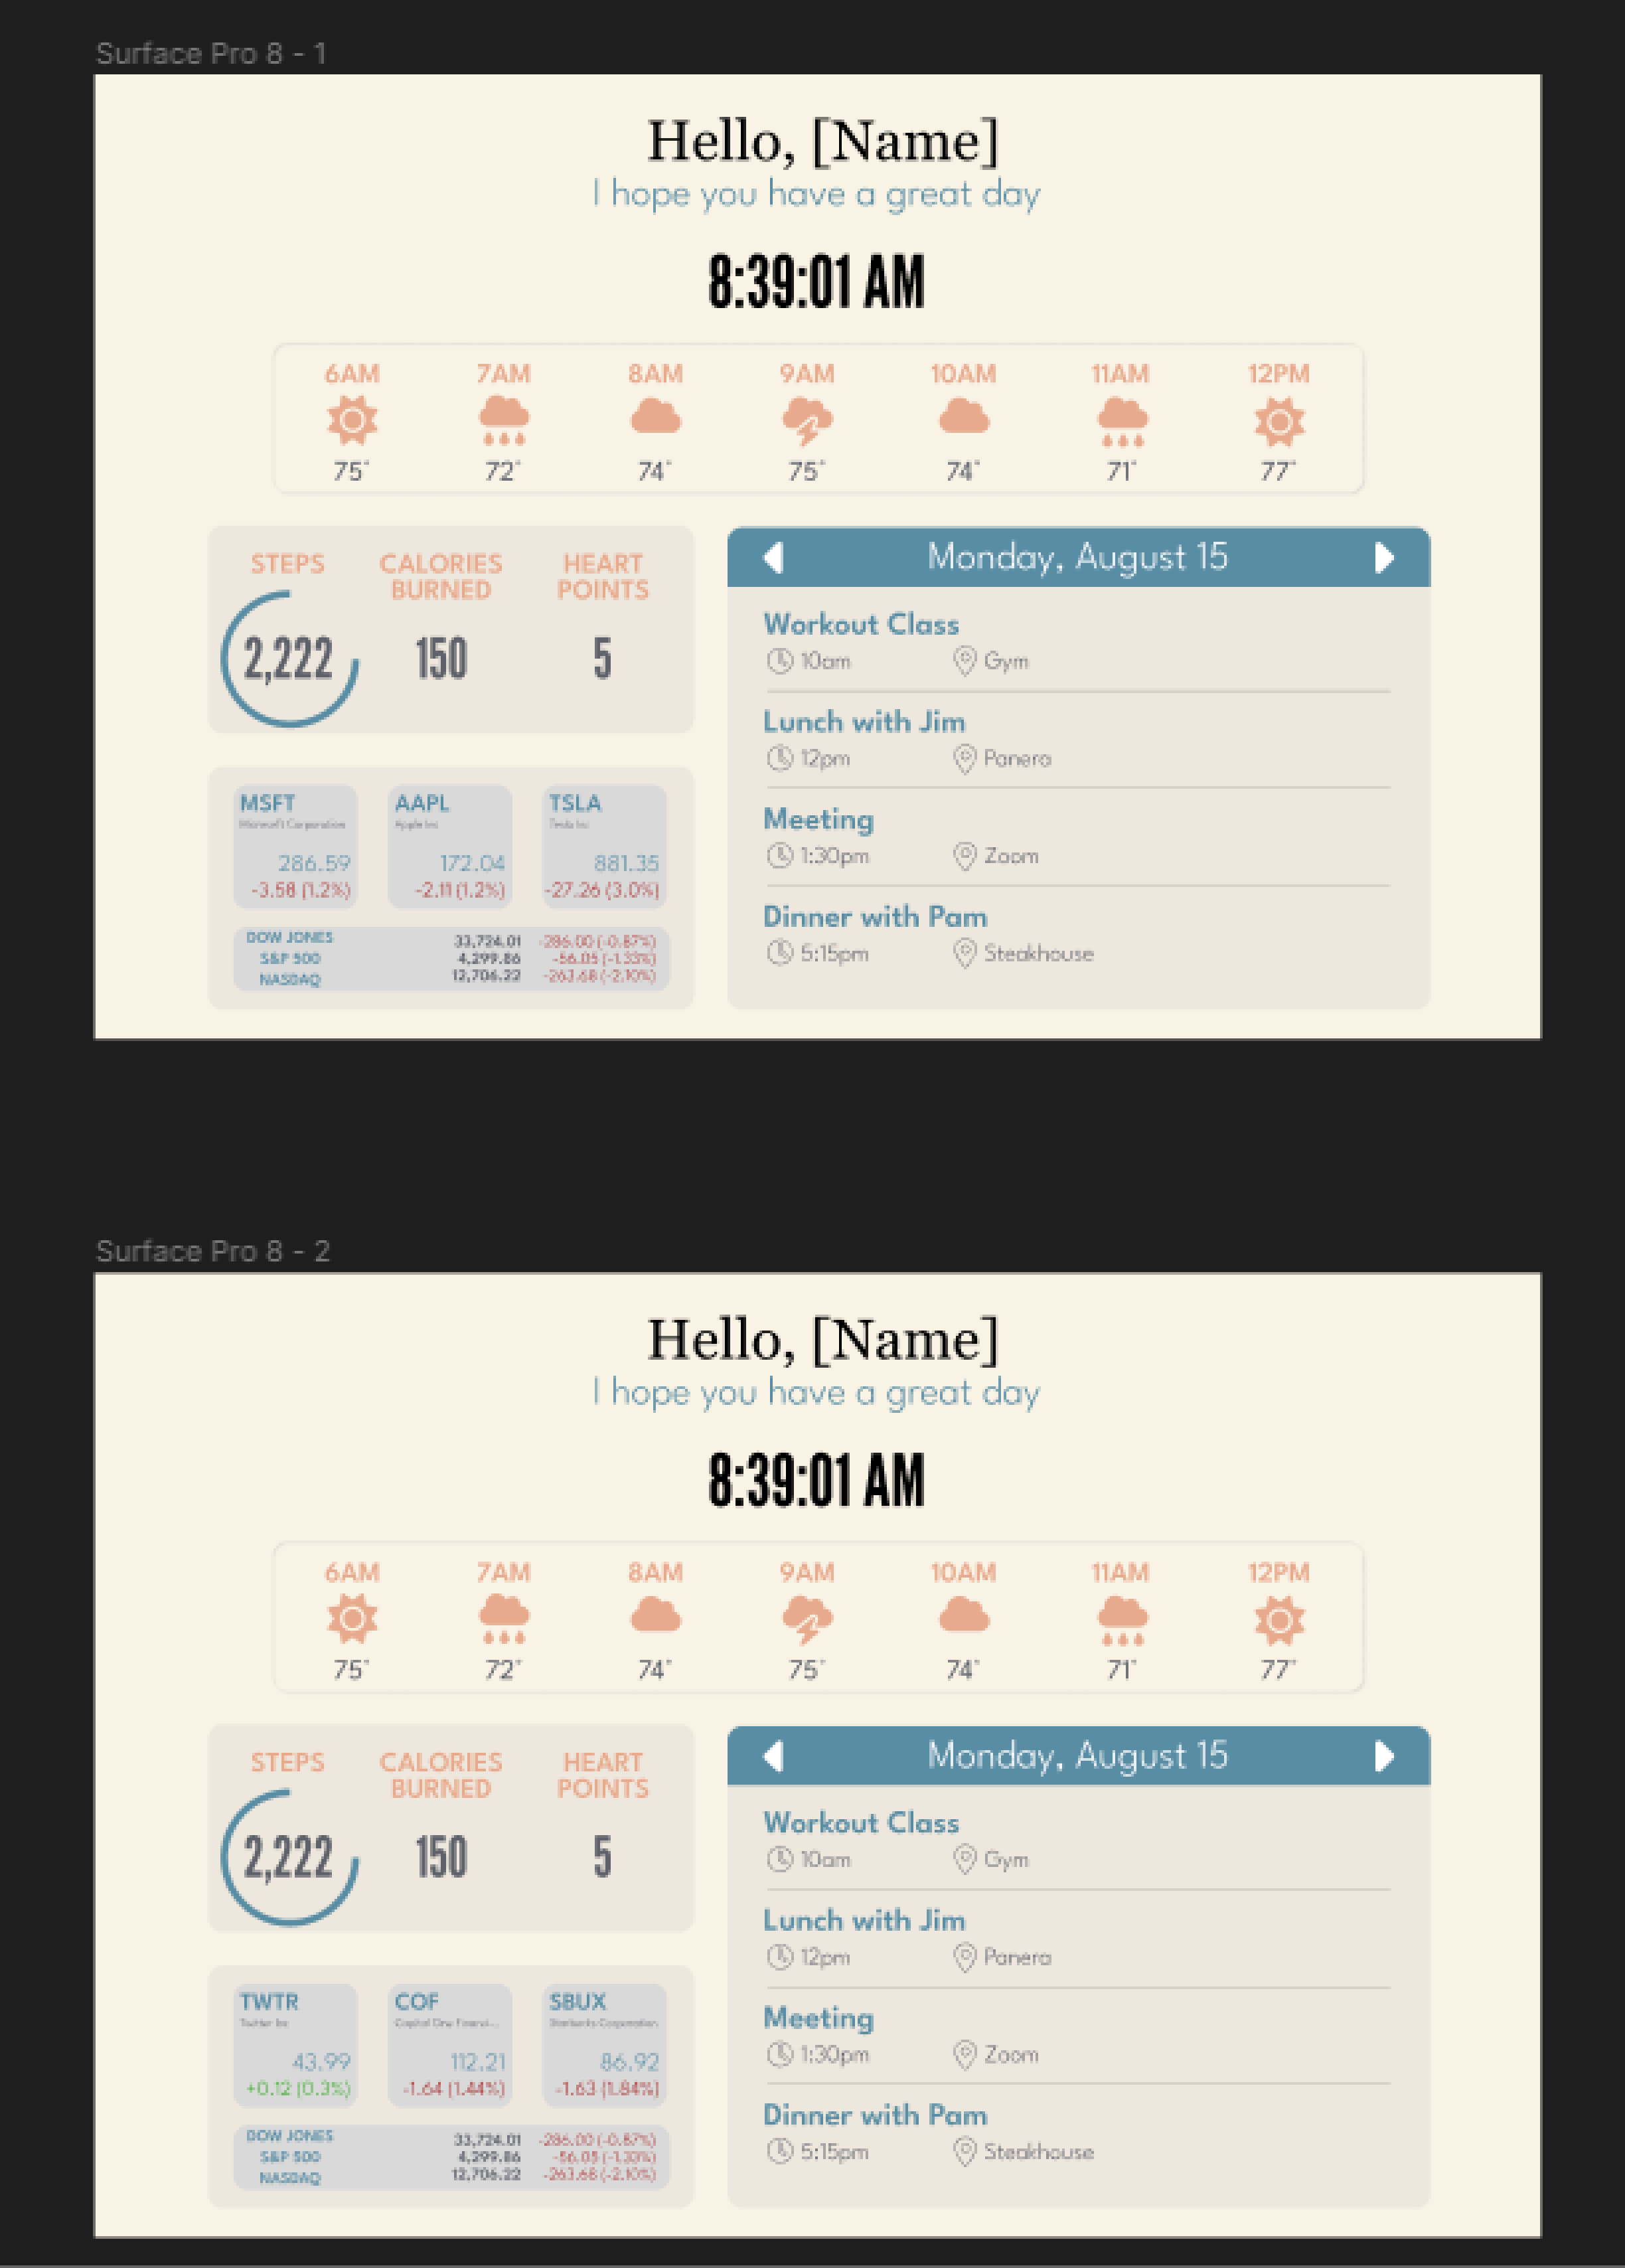 Surface Pro 8 - 1
Hello, [Name]
I hope you have a great day
8:39:01 AM
6AM 7AM 8AM 9AM 10AM 11AM 12PM
75° 72° 74° 75° 74° 71° 77°
STEPS CALORIES BURNED HEART POINTS
2,222 150 5
MSFT AAPL TSLA
Microsoft Corporation Apple Inc Tesla Inc
286.59 172.04 881.35
-3.58 (1.2%) -2.11 (1.2%) -27.26 (3.0%)
DOW JONES 33,724.01 -286.00 (-0.87%)
S&P 500 4,299.86 -56.05 (-1.33%)
NASDAQ 12,706.22 -263.68 (-2.10%)
Monday, August 15
Workout Class
10am Gym
Lunch with Jim
12pm Panera
Meeting
1:30pm Zoom
Dinner with Pam
5:15pm Steakhouse
Surface Pro 8 - 2
Hello, [Name]
I hope you have a great day
8:39:01 AM
6AM 7AM 8AM 9AM 10AM 11AM 12PM
75° 72° 74° 75° 74° 71° 77°
STEPS CALORIES BURNED HEART POINTS
2,222 150 5
TWTR COF SBUX
Twitter Inc Capital One Financi... Starbucks Corporation
43.99 112.21 86.92
+0.12 (0.3%) -1.64 (1.44%) -1.63 (1.84%)
DOW JONES 33,724.01 -286.00 (-0.87%)
S&P 500 4,299.86 -56.05 (-1.33%)
NASDAQ 12,706.22 -263.68 (-2.10%)
Monday, August 15
Workout Class
10am Gym
Lunch with Jim
12pm Panera
Meeting
1:30pm Zoom
Dinner with Pam
5:15pm Steakhouse